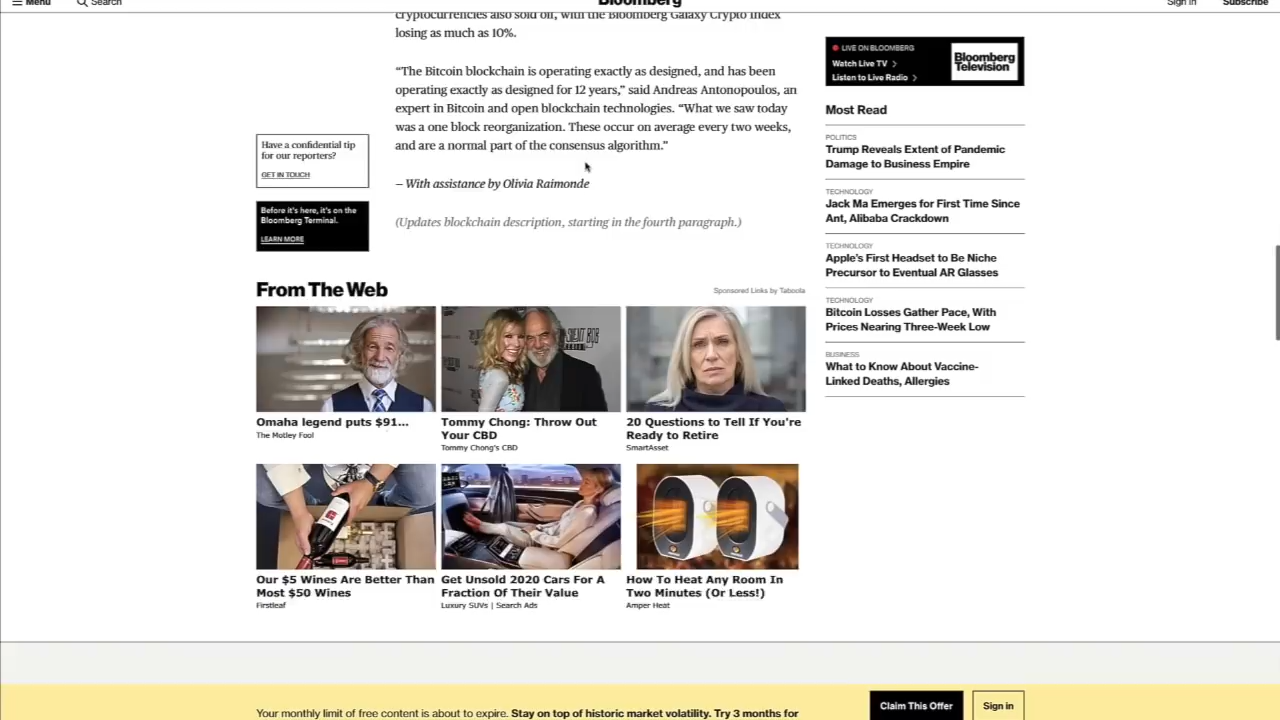 Menu
Search
Bloomberg
Sign In
Subscribe
cryptocurrencies also sold off, with the Bloomberg Galaxy Crypto Index
losing as much as 10%.
“The Bitcoin blockchain is operating exactly as designed, and has been
operating exactly as designed for 12 years,” said Andreas Antonopoulos, an
expert in Bitcoin and open blockchain technologies. “What we saw today
was a one block reorganization. These occur on average every two weeks,
and are a normal part of the consensus algorithm.”
— With assistance by Olivia Raimonde
(Updates blockchain description, starting in the fourth paragraph.)
Have a confidential tip
for our reporters?
GET IN TOUCH
Before it's here, it's on the
Bloomberg Terminal.
LEARN MORE
LIVE ON BLOOMBERG
Watch Live TV
Listen to Live Radio
Bloomberg
Television
Most Read
POLITICS
Trump Reveals Extent of Pandemic
Damage to Business Empire
TECHNOLOGY
Jack Ma Emerges for First Time Since
Ant, Alibaba Crackdown
TECHNOLOGY
Apple's First Headset to Be Niche
Precursor to Eventual AR Glasses
TECHNOLOGY
Bitcoin Losses Gather Pace, With
Prices Nearing Three-Week Low
BUSINESS
What to Know About Vaccine-
Linked Deaths, Allergies
From The Web
Sponsored Links by Taboola
Omaha legend puts $91...
The Motley Fool
Tommy Chong: Throw Out
Your CBD
Tommy Chong's CBD
20 Questions to Tell If You're
Ready to Retire
SmartAsset
Our $5 Wines Are Better Than
Most $50 Wines
Firstleaf
Get Unsold 2020 Cars For A
Fraction Of Their Value
Luxury SUVs | Search Ads
How To Heat Any Room In
Two Minutes (Or Less!)
Amper Heat
Your monthly limit of free content is about to expire. Stay on top of historic market volatility. Try 3 months for
Claim This Offer
Sign in